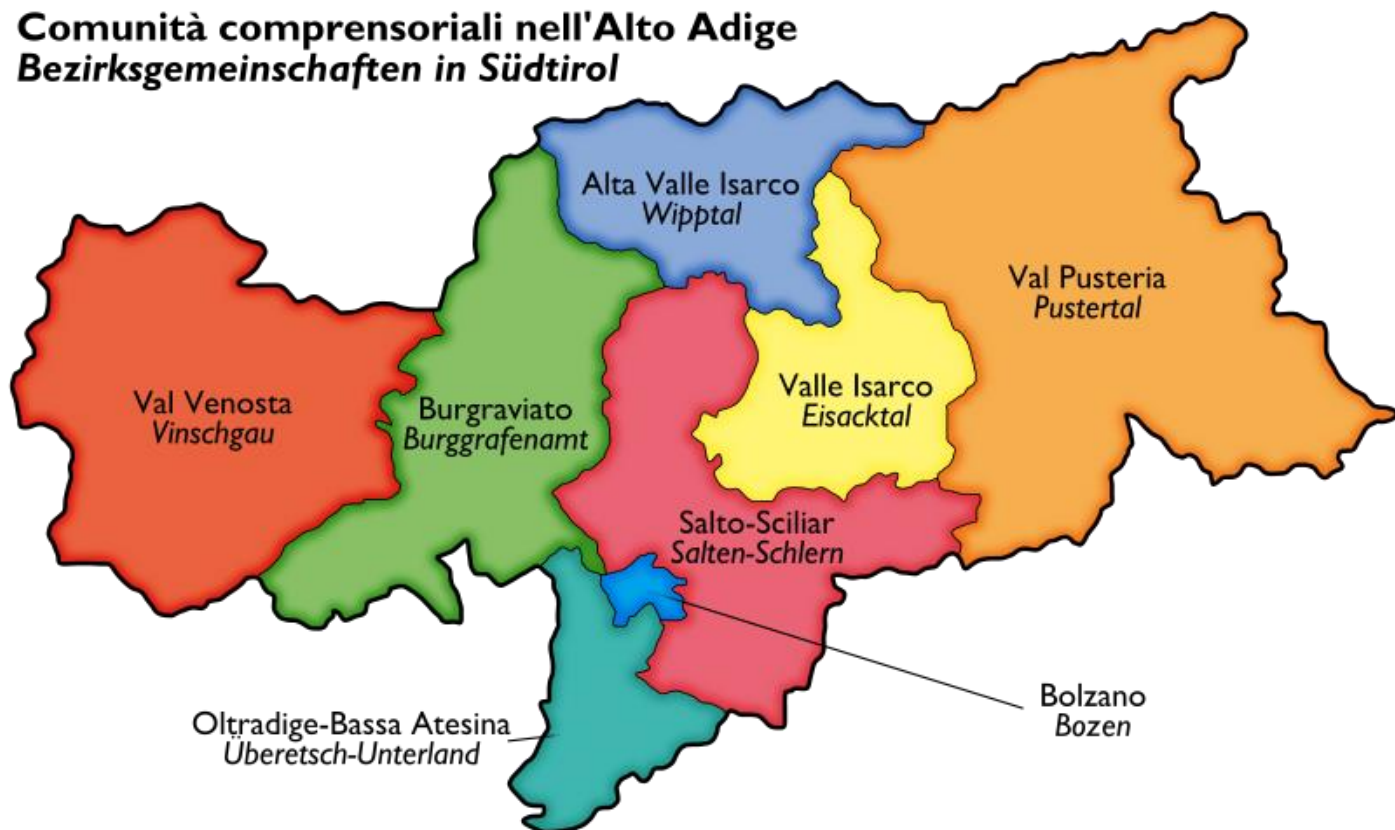 Comunità comprensoriali nell'Alto Adige
Bezirksgemeinschaften in Südtirol
Alta Valle Isarco
Wipptal
Val Pusteria
Pustertal
Val Venosta
Vinschgau
Burgraviato
Burggrafenamt
Valle Isarco
Eisacktal
Salto-Sciliar
Salten-Schlern
Bolzano
Bozen
Oltradige-Bassa Atesina
Überetsch-Unterland